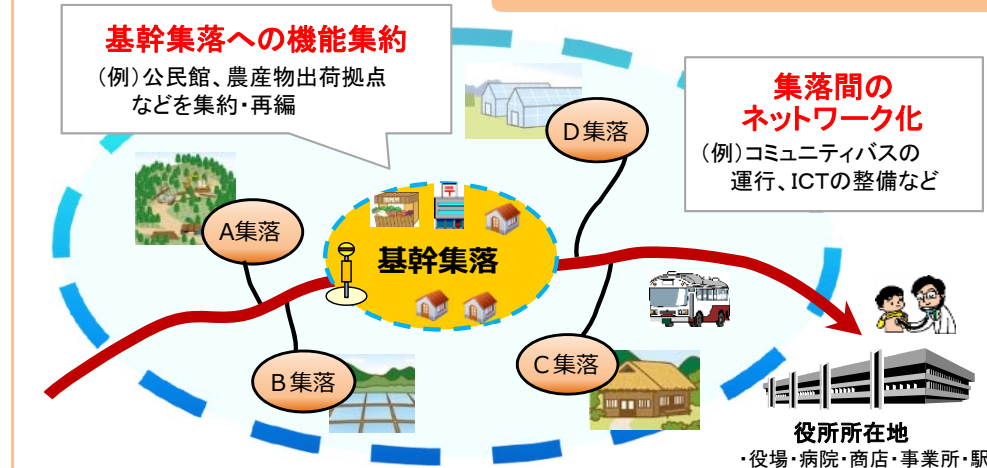 基幹集落への機能集約
(例)公民館、農産物出荷拠点
などを集約・再編
集落間の
ネットワーク化
(例)コミュニティバスの
運行、ICTの整備など
D集落
A集落
〒
基幹集落
B集落
C集落
役所所在地
・役場・病院・商店・事業所・駅